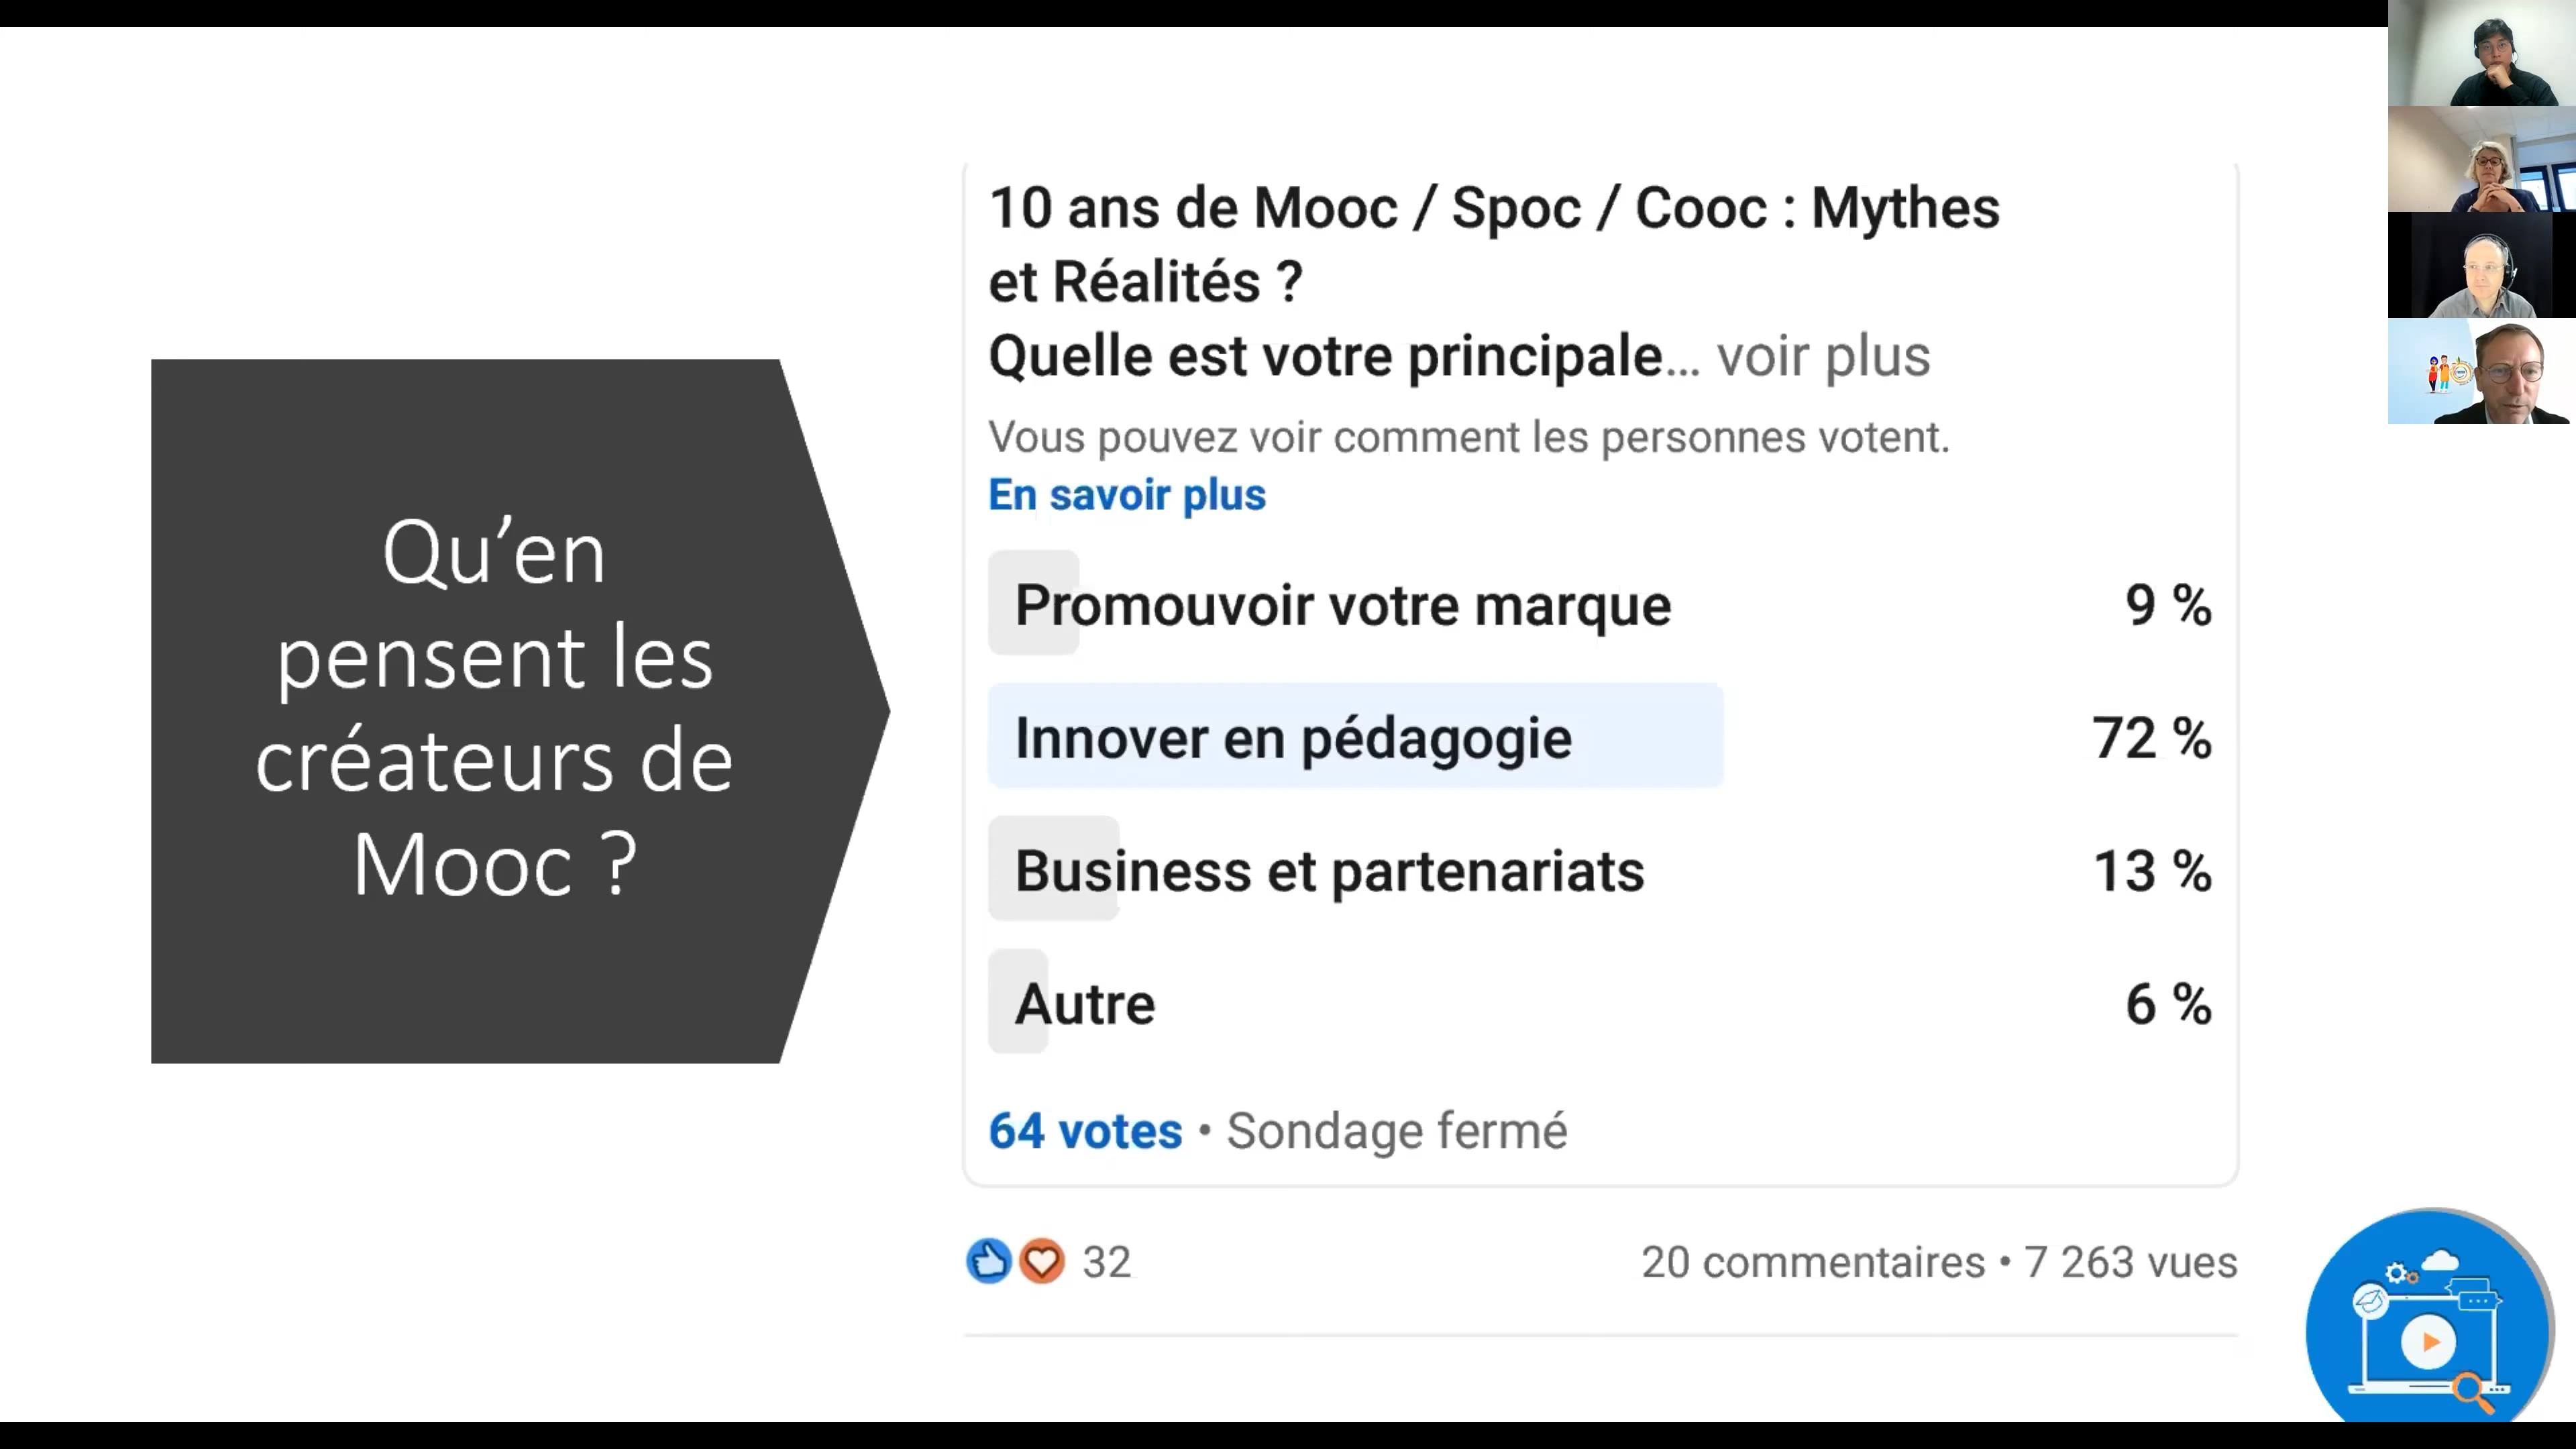 Qu’en
pensent les
créateurs de
Mooc ?
10 ans de Mooc / Spoc / Cooc : Mythes
et Réalités ?
Quelle est votre principale... voir plus
Vous pouvez voir comment les personnes votent.
En savoir plus
Promouvoir votre marque 9 %
Innover en pédagogie 72 %
Business et partenariats 13 %
Autre 6 %
64 votes • Sondage fermé
32 20 commentaires • 7 263 vues